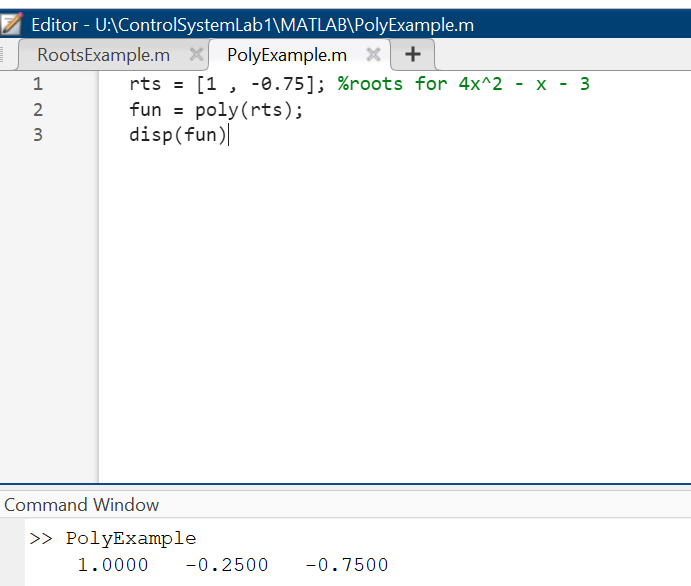 Editor - U:\ControlSystemLab1\MATLAB\PolyExample.m
RootsExample.m PolyExample.m +
1 rts = [1 , -0.75]; %roots for 4x^2 - x - 3
2 fun = poly(rts);
3 disp(fun)
Command Window
>> PolyExample
1.0000 -0.2500 -0.7500